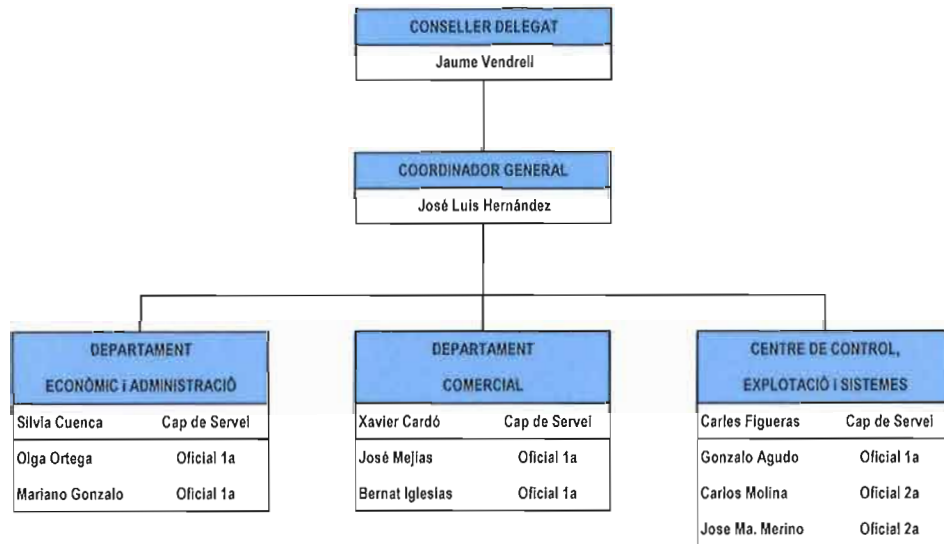 CONSELLER DELEGAT
Jaume Vendrell
COORDINADOR GENERAL
José Luis Hernández
DEPARTAMENT
ECONÒMIC i ADMINISTRACIÓ
Silvia Cuenca Cap de Servei
Olga Ortega Oficial 1a
Mariano Gonzalo Oficial 1a
DEPARTAMENT
COMERCIAL
Xavier Cardó Cap de Servei
José Mejías Oficial 1a
Bernat Iglesias Oficial 1a
CENTRE DE CONTROL,
EXPLOTACIÓ i SISTEMES
Carles Figueras Cap de Servei
Gonzalo Agudo Oficial 1a
Carlos Molina Oficial 2a
Jose Ma. Merino Oficial 2a